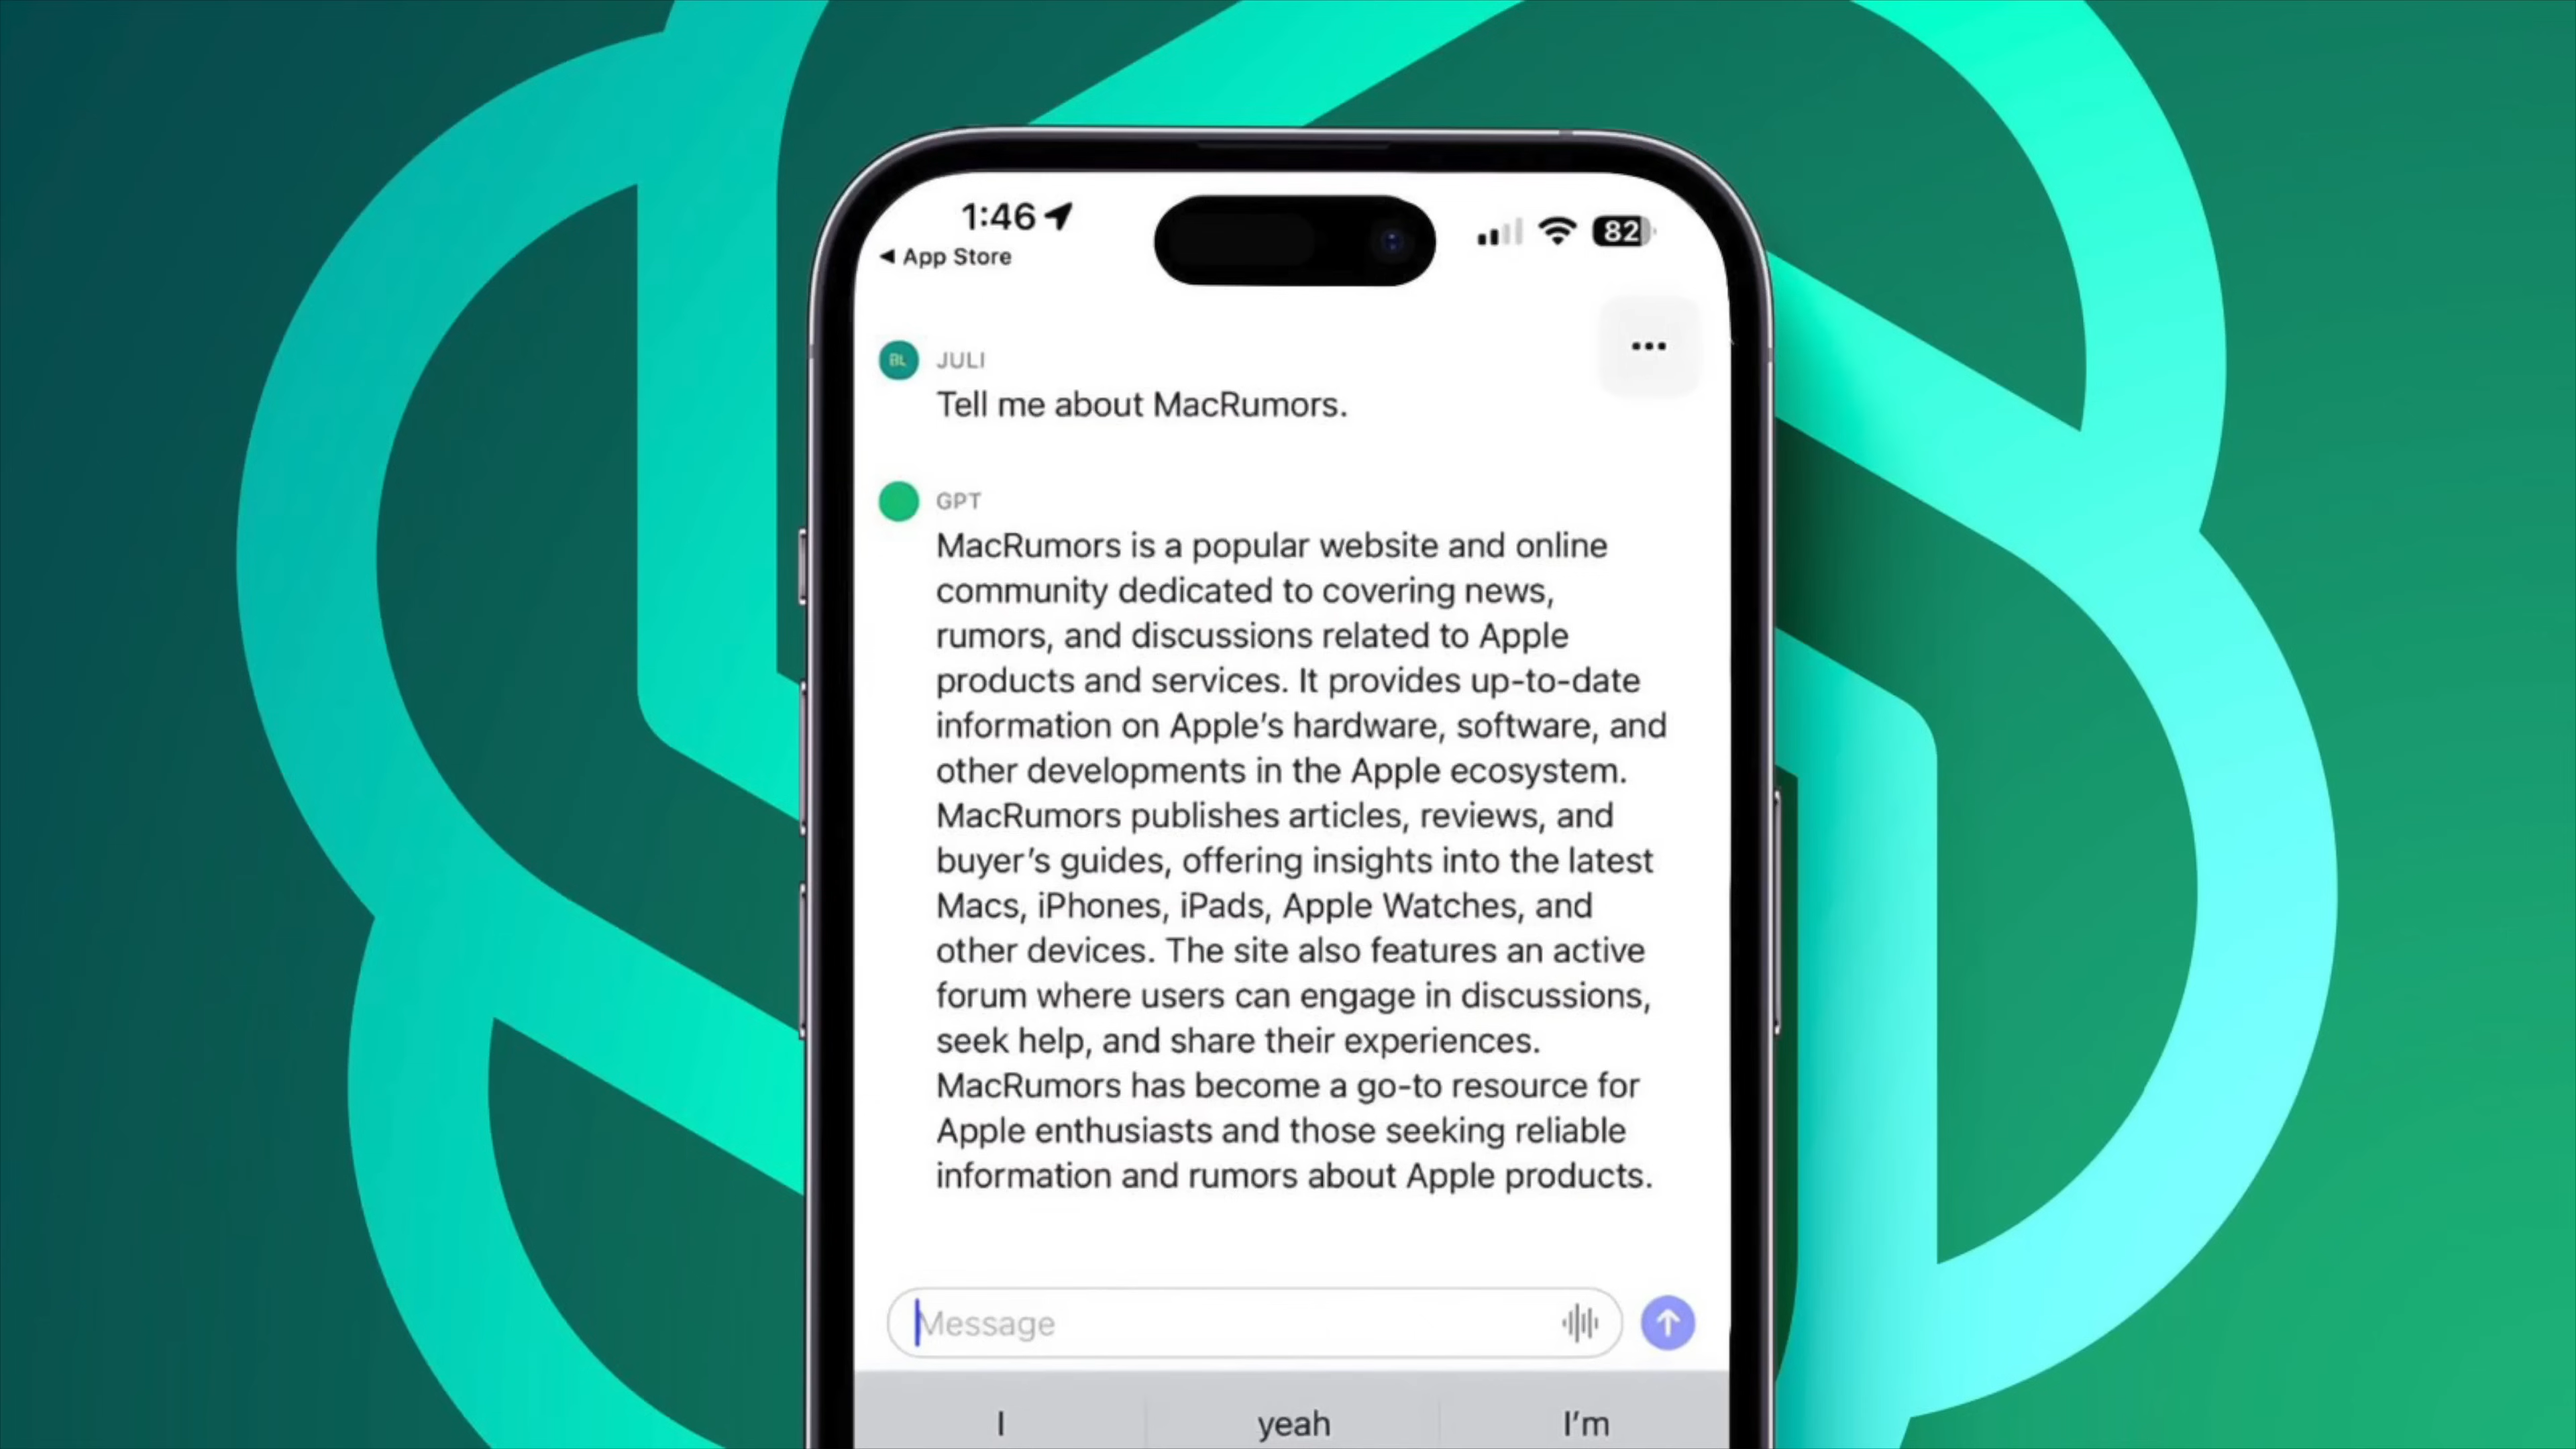 1:46
82
App Store
BL
JULI
Tell me about MacRumors.
GPT
MacRumors is a popular website and online
community dedicated to covering news,
rumors, and discussions related to Apple
products and services. It provides up-to-date
information on Apple’s hardware, software, and
other developments in the Apple ecosystem.
MacRumors publishes articles, reviews, and
buyer’s guides, offering insights into the latest
Macs, iPhones, iPads, Apple Watches, and
other devices. The site also features an active
forum where users can engage in discussions,
seek help, and share their experiences.
MacRumors has become a go-to resource for
Apple enthusiasts and those seeking reliable
information and rumors about Apple products.
Message
I
yeah
I’m